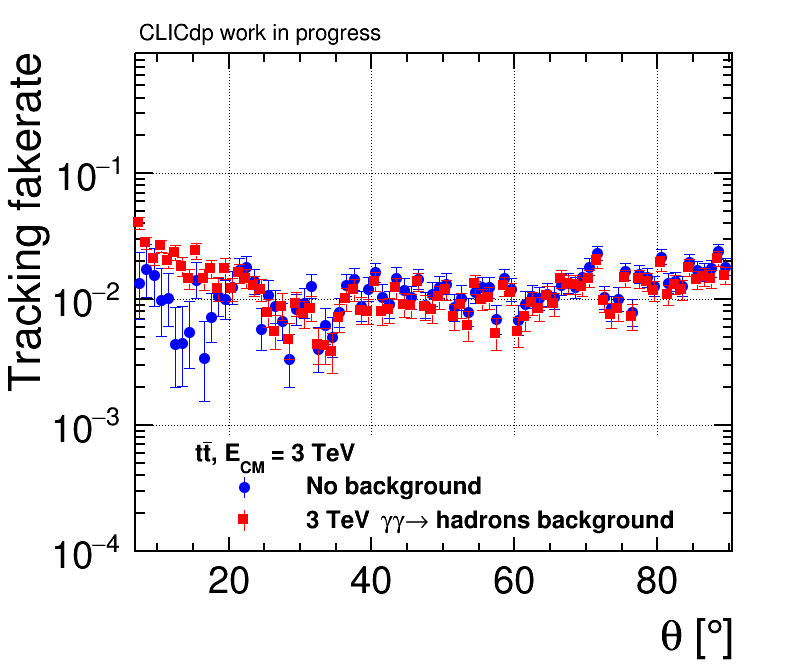 CLICdp work in progress
Tracking fakerate
10⁻¹
10⁻²
10⁻³
10⁻⁴
tt̄, E_CM = 3 TeV
No background
3 TeV γγ→ hadrons background
20 40 60 80
θ [°]